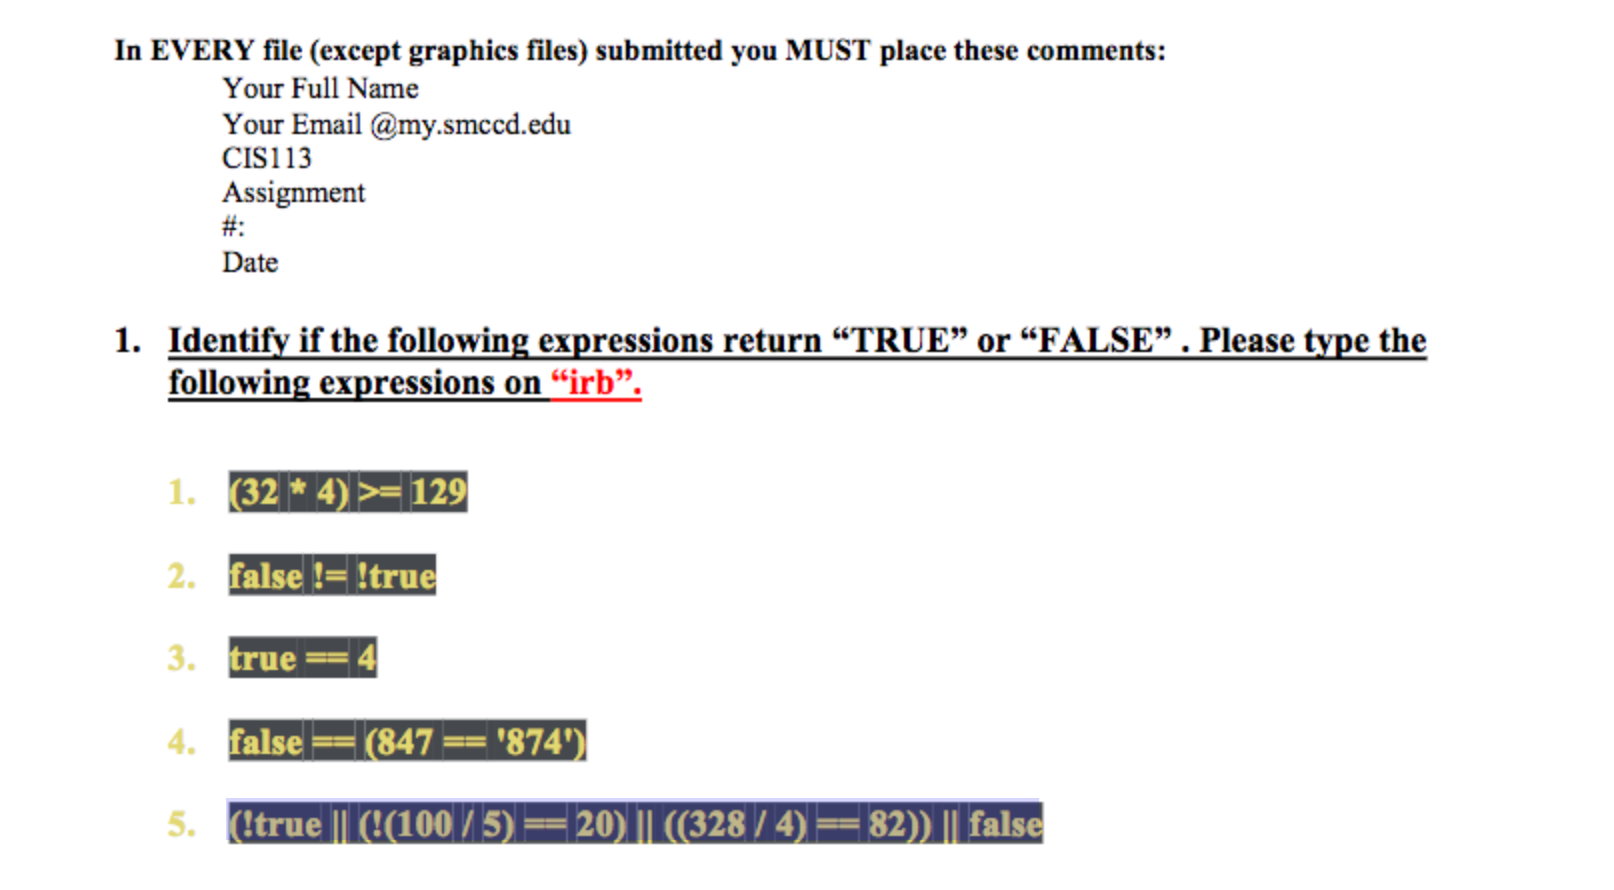 In EVERY file (except graphics files) submitted you MUST place these comments:
Your Full Name
Your Email @my.smccd.edu
CIS113
Assignment
#:
Date
1. Identify if the following expressions return “TRUE” or “FALSE” . Please type the
following expressions on “irb”.
1. (32 * 4) >= 129
2. false != !true
3. true == 4
4. false == (847 == '874')
5. (!true || (!(100 / 5) == 20) || ((328 / 4) == 82)) || false